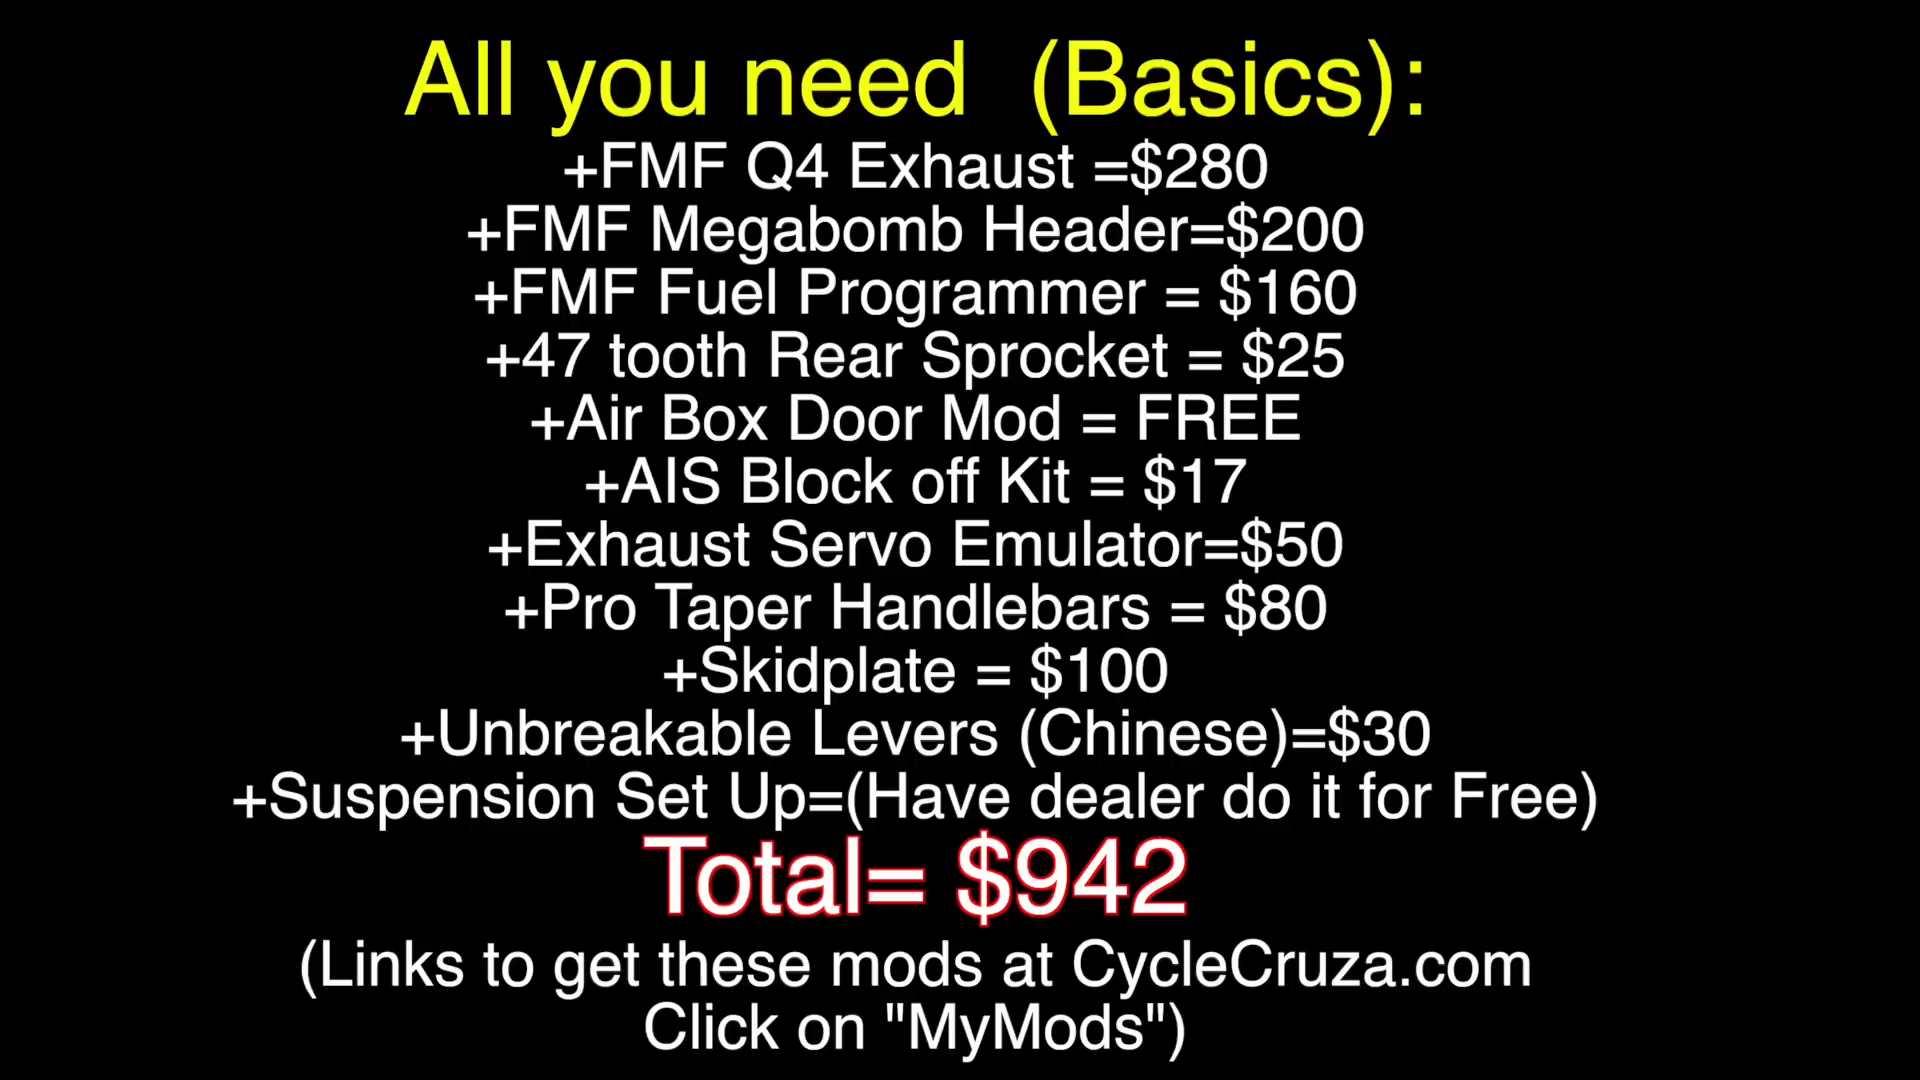 All you need  (Basics):
+FMF Q4 Exhaust =$280
+FMF Megabomb Header=$200
+FMF Fuel Programmer = $160
+47 tooth Rear Sprocket = $25
+Air Box Door Mod = FREE
+AIS Block off Kit = $17
+Exhaust Servo Emulator=$50
+Pro Taper Handlebars = $80
+Skidplate = $100
+Unbreakable Levers (Chinese)=$30
+Suspension Set Up=(Have dealer do it for Free)
Total= $942
(Links to get these mods at CycleCruza.com
Click on "MyMods")